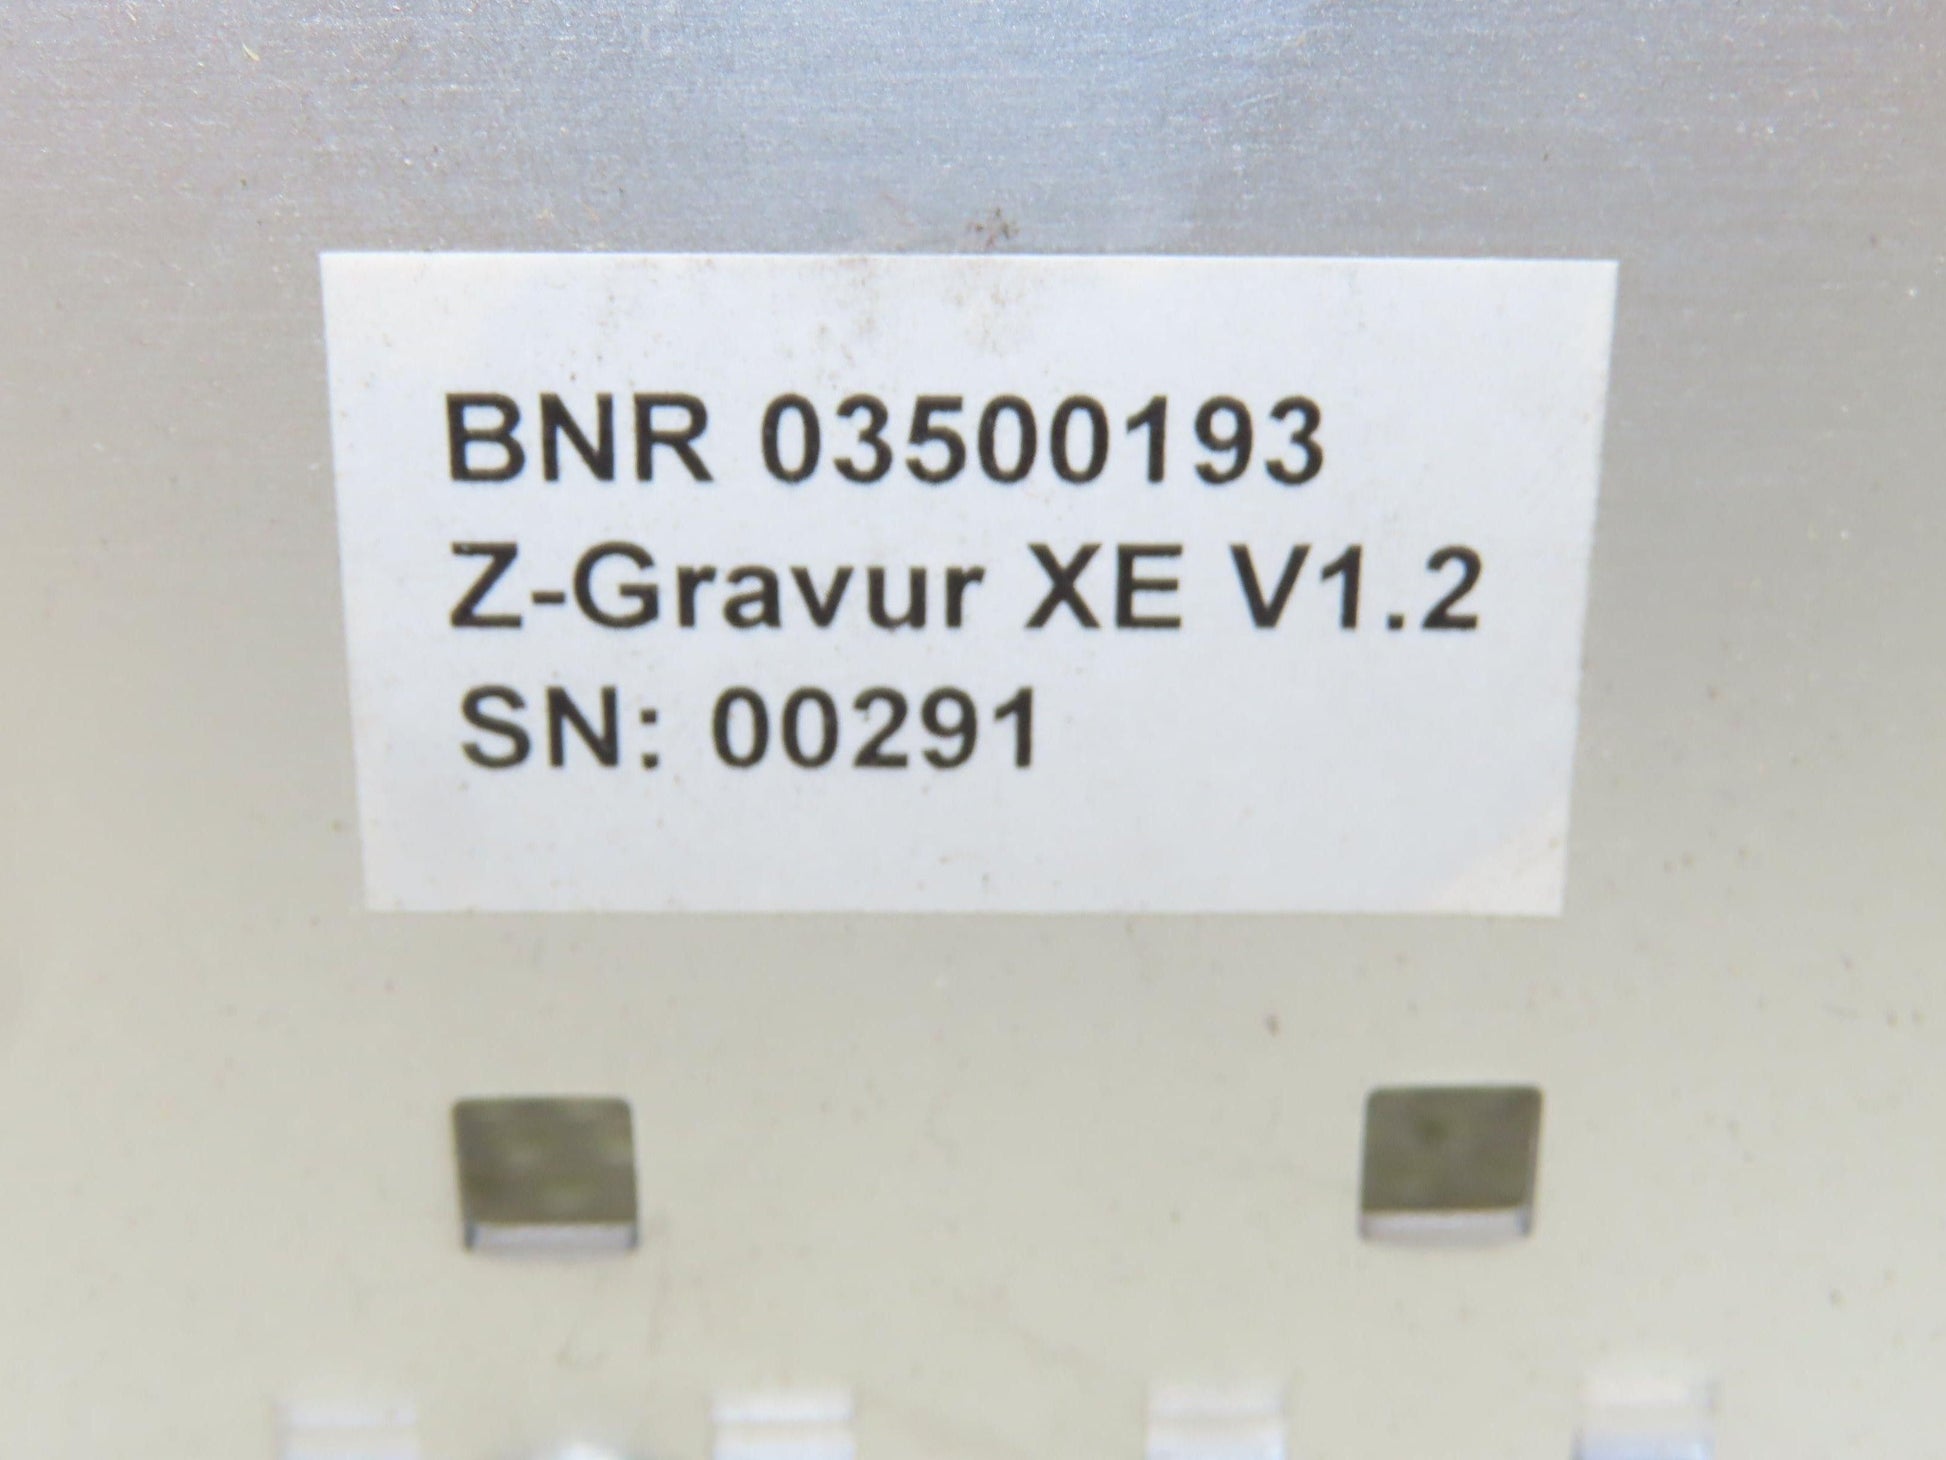 BNR 03500193
Z-Gravur XE V1.2
SN: 00291